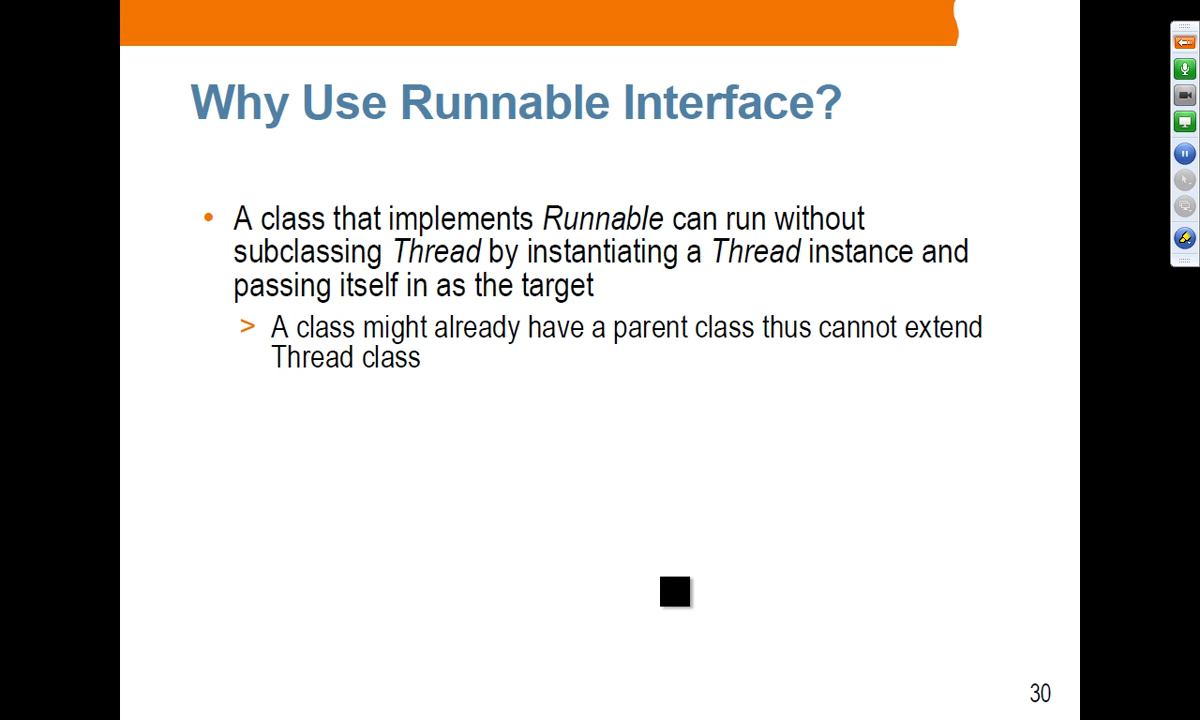 Why Use Runnable Interface?
• A class that implements Runnable can run without
subclassing Thread by instantiating a Thread instance and
passing itself in as the target
> A class might already have a parent class thus cannot extend
Thread class
30